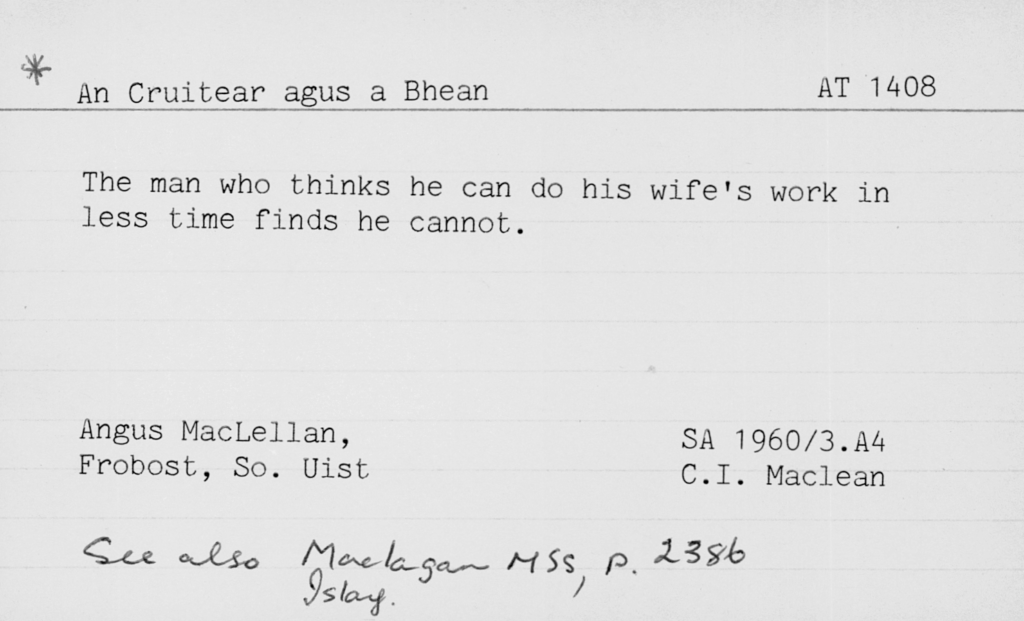 * An Cruitear agus a Bhean AT 1408
The man who thinks he can do his wife's work in
less time finds he cannot.
Angus MacLellan, SA 1960/3.A4
Frobost, So. Uist C.I. Maclean
See also Maclagan MSS, p. 2386
Islay.